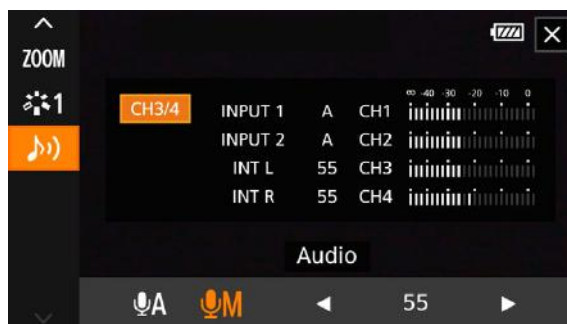 ZOOM
1
∞ -40 -30 -20 -10 0
CH3/4
INPUT 1 A CH1
INPUT 2 A CH2
INT L 55 CH3
INT R 55 CH4
Audio
A M ◀ 55 ▶